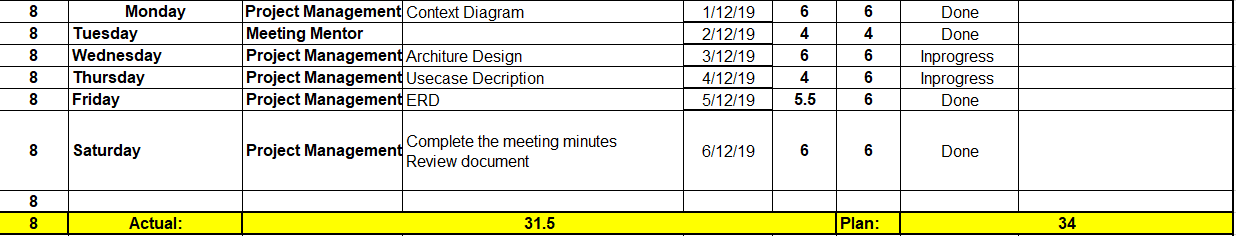 8 Monday Project Management Context Diagram 1/12/19 6 6 Done
8 Tuesday Meeting Mentor 2/12/19 4 4 Done
8 Wednesday Project Management Architure Design 3/12/19 6 6 Inprogress
8 Thursday Project Management Usecase Decription 4/12/19 4 6 Inprogress
8 Friday Project Management ERD 5/12/19 5.5 6 Done
8 Saturday Project Management Complete the meeting minutes
Review document 6/12/19 6 6 Done
8
8 Actual: 31.5 Plan: 34